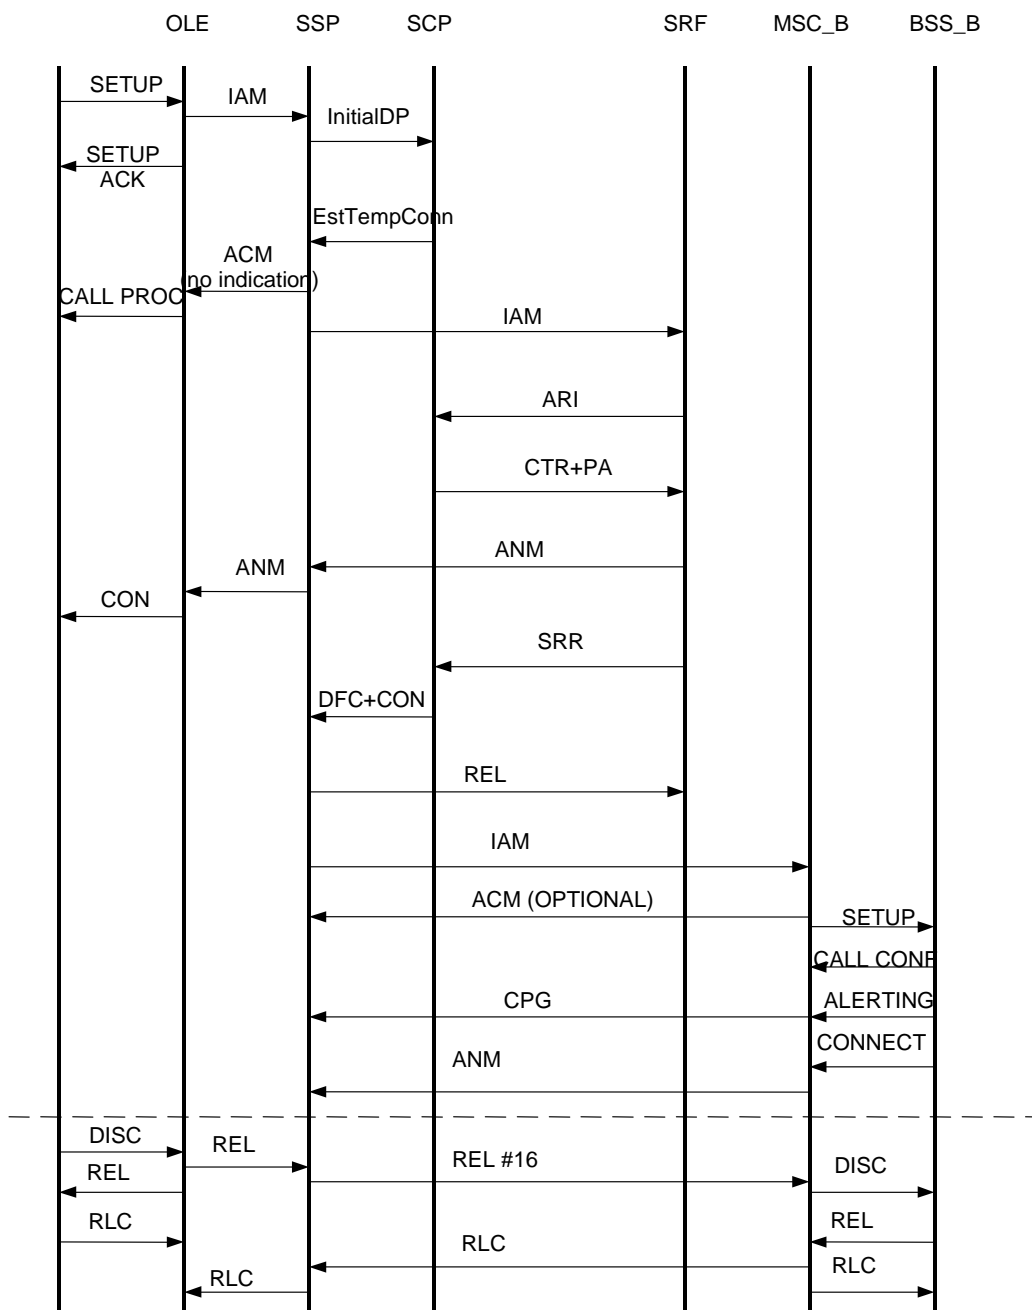 OLE SSP SCP SRF MSC_B BSS_B
SETUP
IAM
InitialDP
SETUP
ACK
EstTempConn
ACM
(no indication)
CALL PROC
IAM
ARI
CTR+PA
ANM
ANM
CON
SRR
DFC+CON
REL
IAM
ACM (OPTIONAL)
SETUP
CALL CONF
CPG
ALERTING
CONNECT
ANM
DISC
REL
REL #16
DISC
REL
RLC
REL
RLC
RLC
RLC